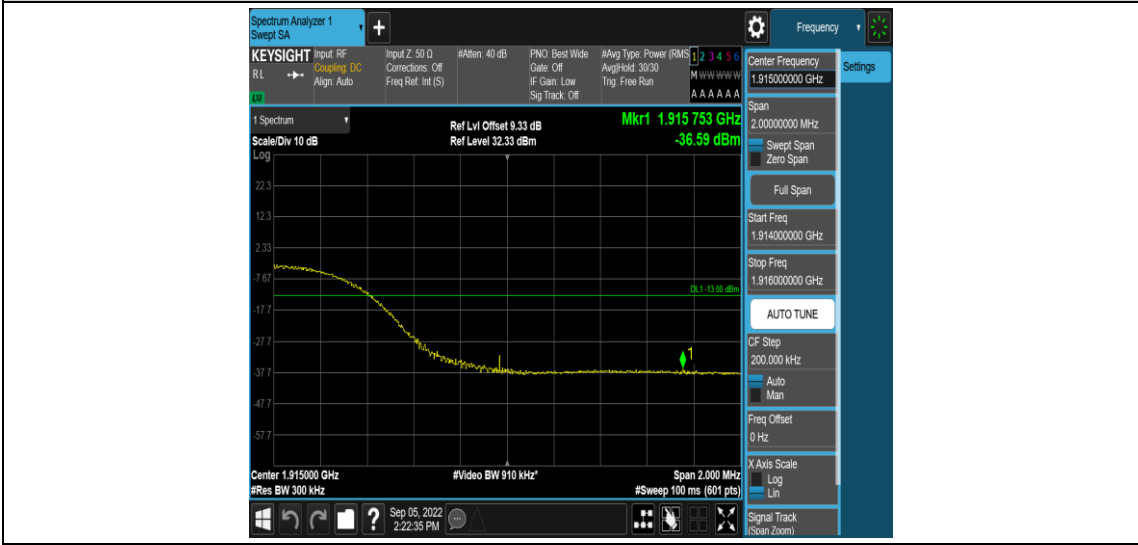 Spectrum Analyzer 1
Swept SA
Frequency
KEYSIGHT
RL
LM
Input: RF
Coupling: DC
Align: Auto
Input Z: 50 Ω
Corrections: Off
Freq Ref: Int (S)
#Atten: 40 dB
PNO: Best Wide
Gate: Off
IF Gain: Low
Sig Track: Off
#Avg Type: Power (RMS
Avg|Hold: 30/30
Trig: Free Run
1 2 3 4 5 6
M W W W W W
A A A A A A
1 Spectrum
Scale/Div 10 dB
Ref Lvl Offset 9.33 dB
Ref Level 32.33 dBm
Mkr1 1.915 753 GHz
-36.59 dBm
Log
22.3
12.3
2.33
-7.67
-17.7
-27.7
-37.7
-47.7
-57.7
DL1 -13.00 dBm
1
Center 1.915000 GHz
#Res BW 300 kHz
#Video BW 910 kHz*
Span 2.000 MHz
#Sweep 100 ms (601 pts)
Sep 05, 2022
2:22:35 PM
Center Frequency
1.915000000 GHz
Span
2.00000000 MHz
Swept Span
Zero Span
Full Span
Start Freq
1.914000000 GHz
Stop Freq
1.916000000 GHz
AUTO TUNE
CF Step
200.000 kHz
Auto
Man
Freq Offset
0 Hz
X Axis Scale
Log
Lin
Signal Track
(Span Zoom)
Settings